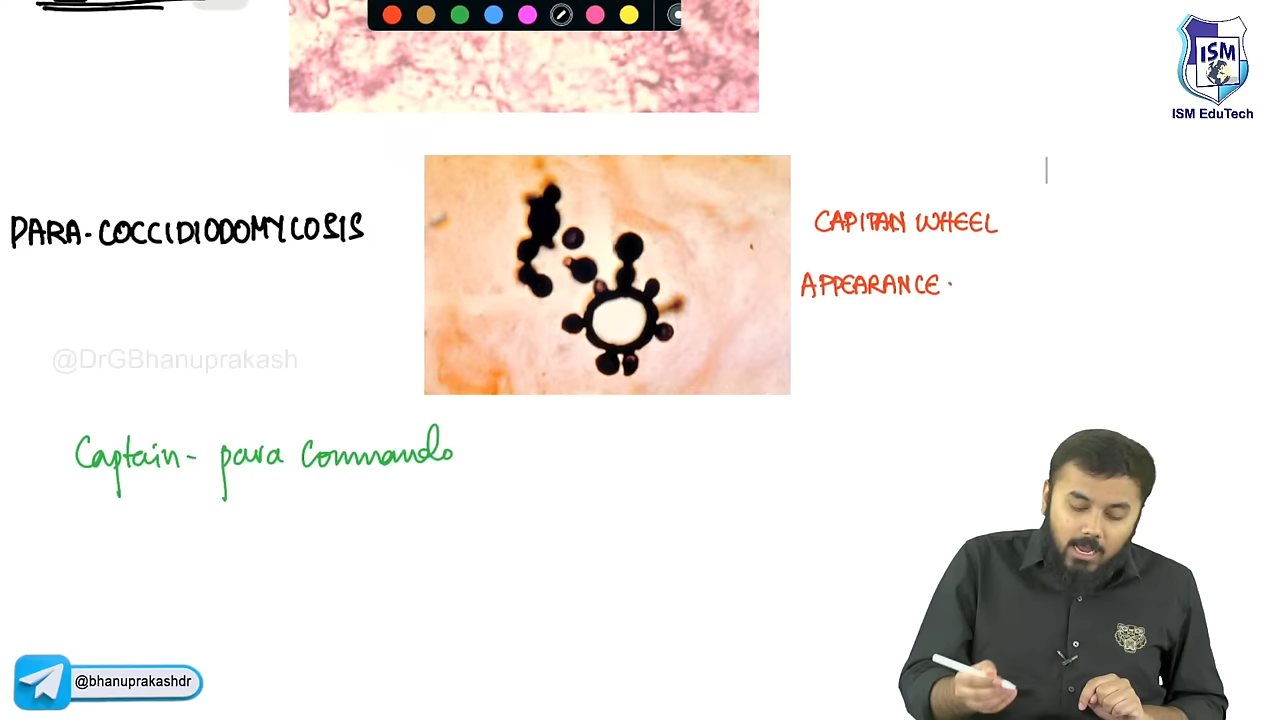 ISM
ISM EduTech
PARA-COCCIDIODOMYCOSIS
CAPITAN WHEEL
APPEARANCE.
@DrGBhanuprakash
Captain - para Commando
@bhanuprakashdr